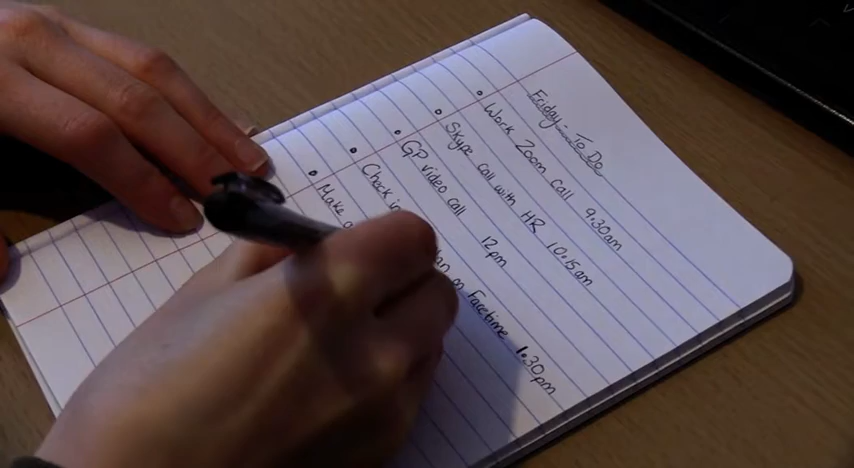 Friday - To Do
Work Zoom call 9.30am
Skype call with HR 10.15am
GP video call 12pm
Check in on Facetime 1.30pm
Make